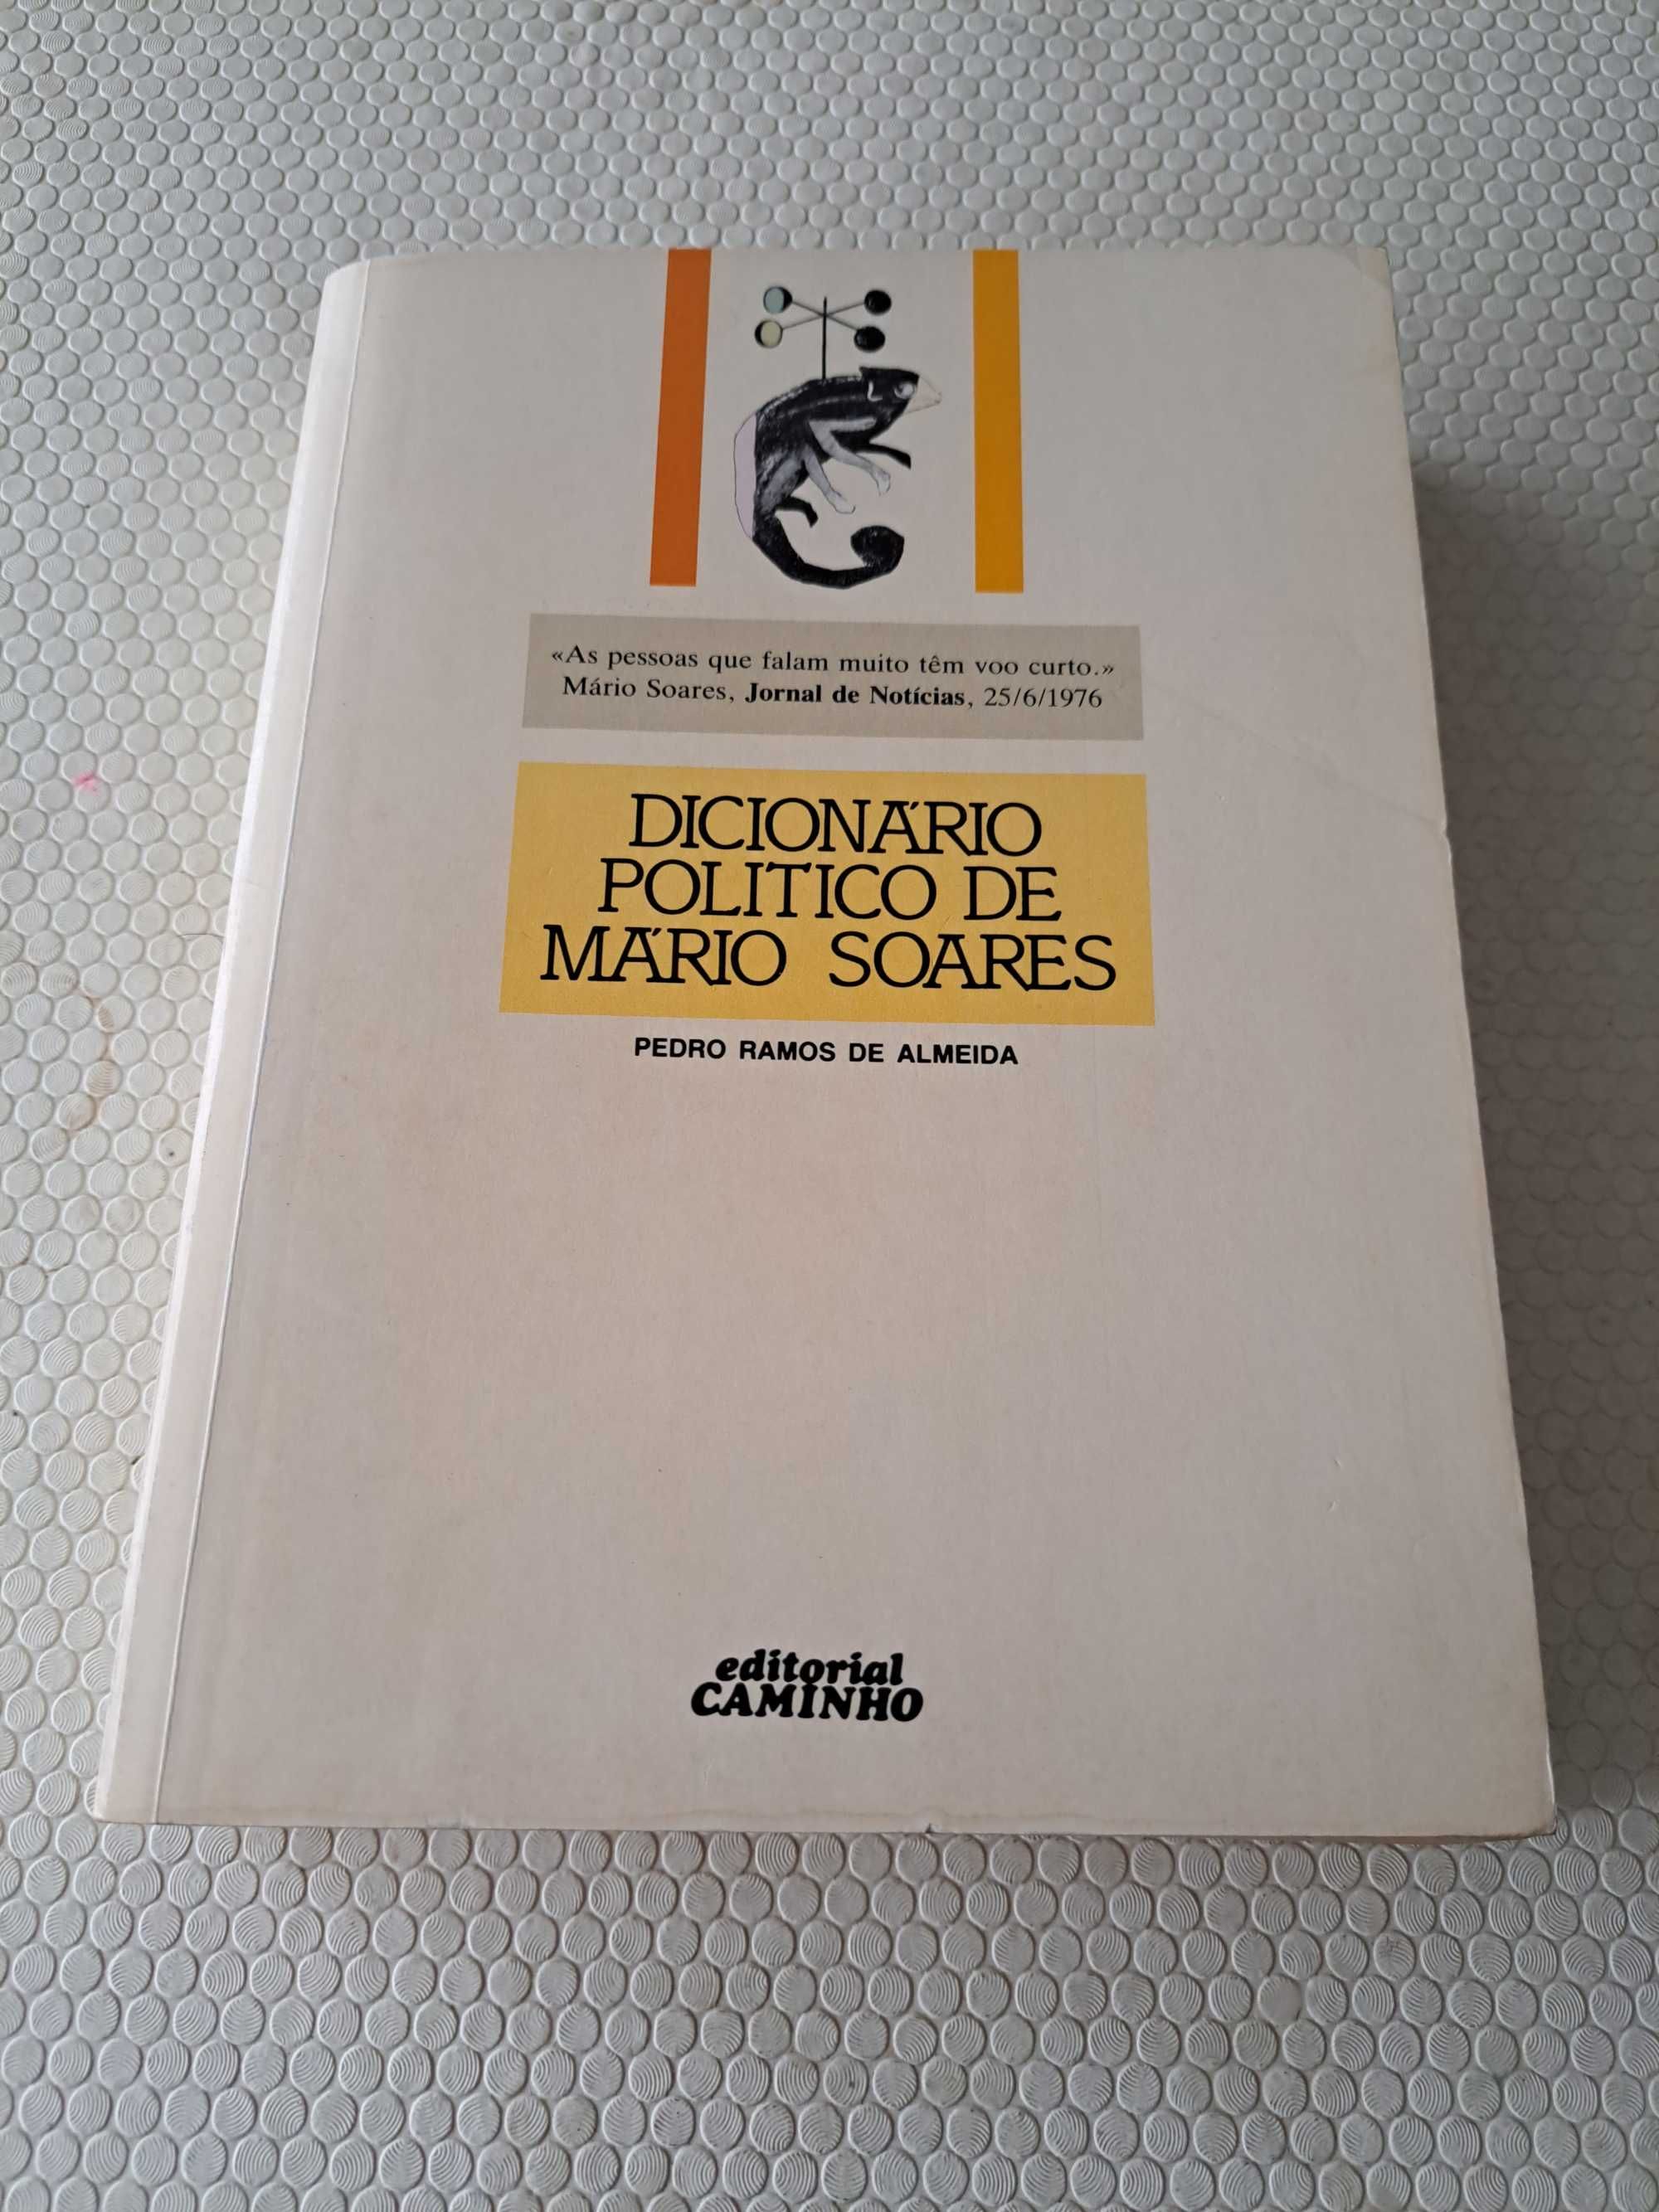 «As pessoas que falam muito têm voo curto.»
Mário Soares, Jornal de Notícias, 25/6/1976
DICIONÁRIO
POLITICO DE
MÁRIO SOARES
PEDRO RAMOS DE ALMEIDA
editorial
CAMINHO